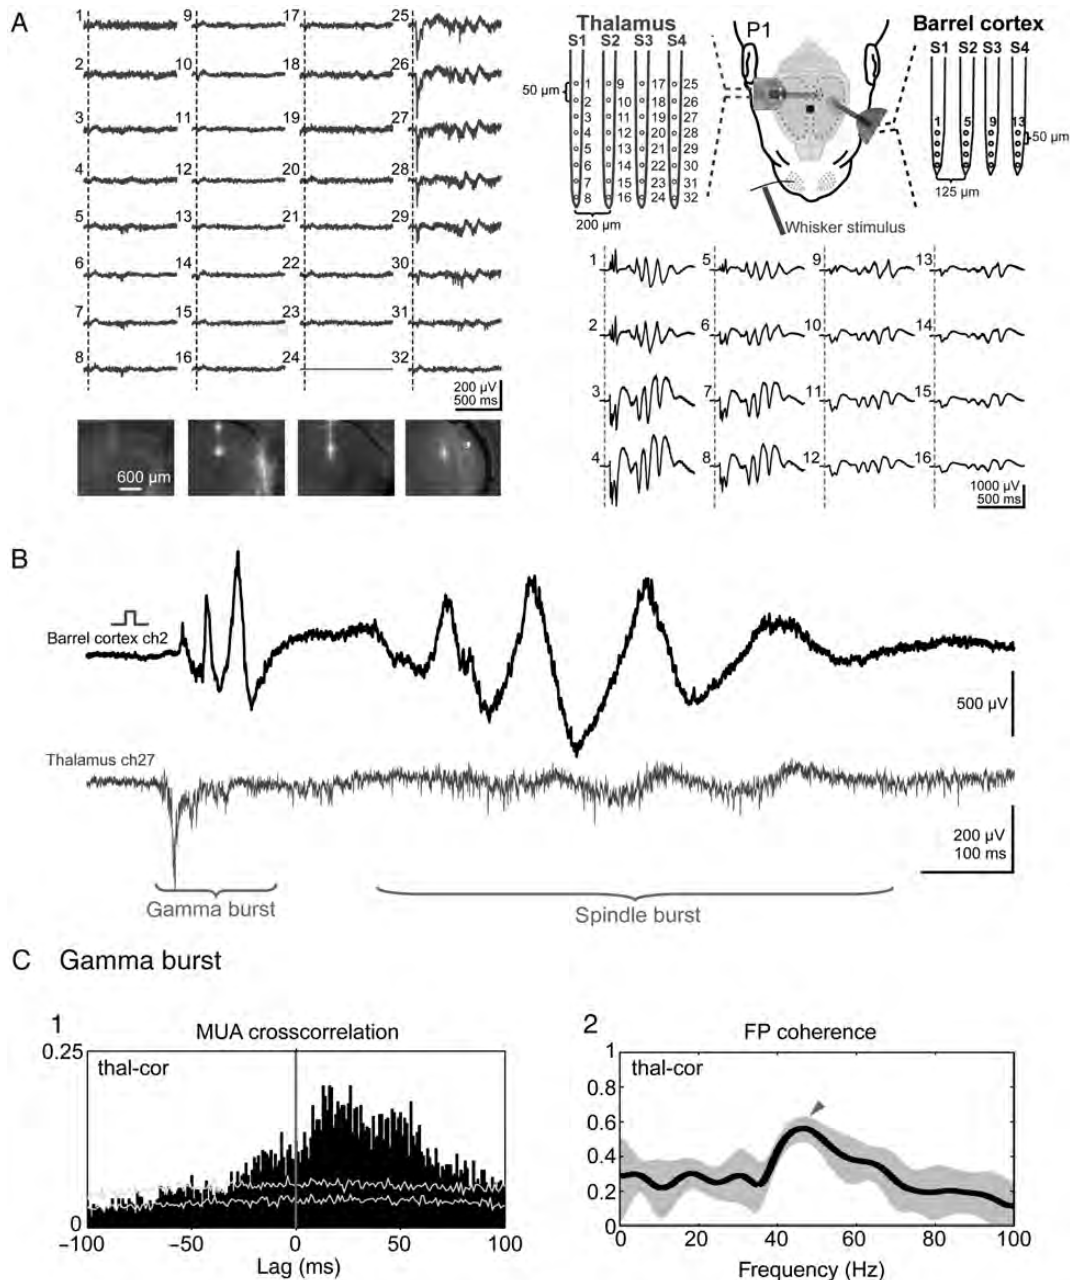 A
1
2
3
4
5
6
7
8
9
10
11
12
13
14
15
16
17
18
19
20
21
22
23
24
25
26
27
28
29
30
31
32
200 µV
500 ms
600 µm
Thalamus
S1 S2 S3 S4
50 µm
1 9 17 25
2 10 18 26
3 11 19 27
4 12 20 28
5 13 21 29
6 14 22 30
7 15 23 31
8 16 24 32
200 µm
P1
Whisker stimulus
Barrel cortex
S1 S2 S3 S4
1 5 9 13
50 µm
125 µm
1 5 9 13
2 6 10 14
3 7 11 15
4 8 12 16
1000 µV
500 ms
B
Barrel cortex ch2
500 µV
Thalamus ch27
200 µV
100 ms
Gamma burst
Spindle burst
C Gamma burst
1
MUA crosscorrelation
0.25
thal-cor
0
−100 −50 0 50 100
Lag (ms)
2
FP coherence
1
thal-cor
0.8
0.6
0.4
0.2
0
0 20 40 60 80 100
Frequency (Hz)